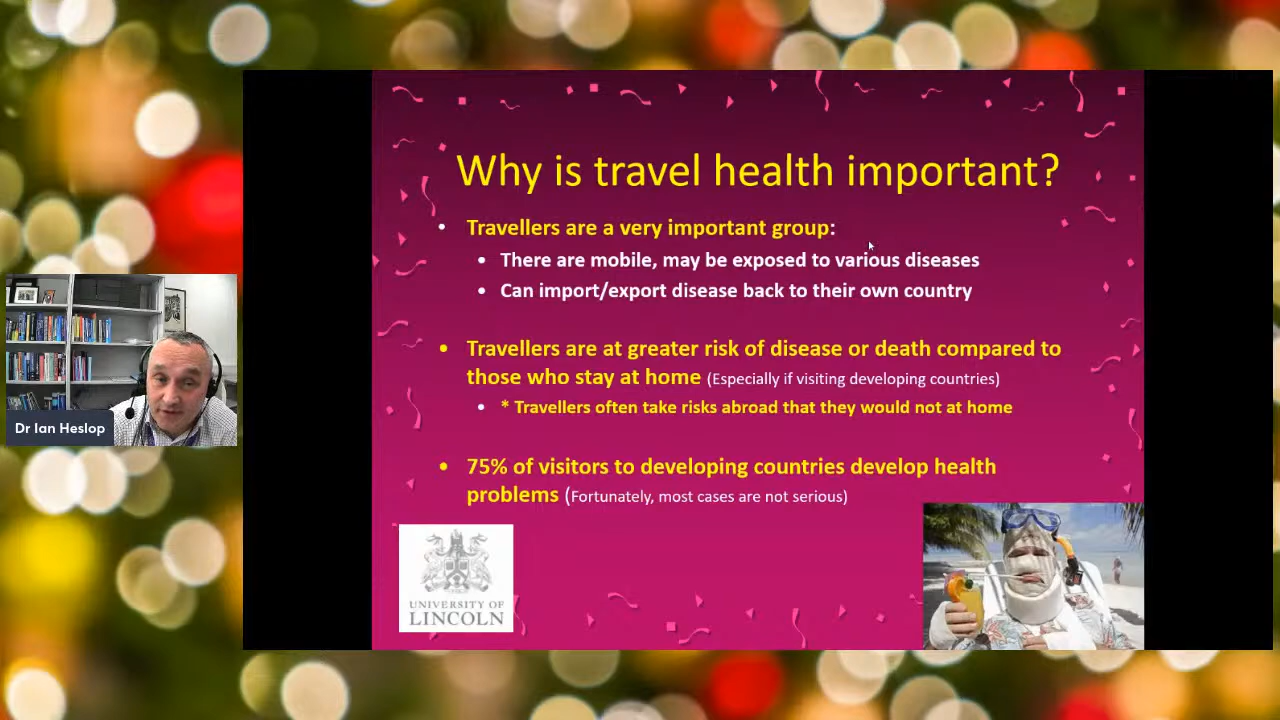 Why is travel health important?
• Travellers are a very important group:
• There are mobile, may be exposed to various diseases
• Can import/export disease back to their own country
• Travellers are at greater risk of disease or death compared to
those who stay at home (Especially if visiting developing countries)
• * Travellers often take risks abroad that they would not at home
• 75% of visitors to developing countries develop health
problems (Fortunately, most cases are not serious)
Dr Ian Heslop
UNIVERSITY OF
LINCOLN